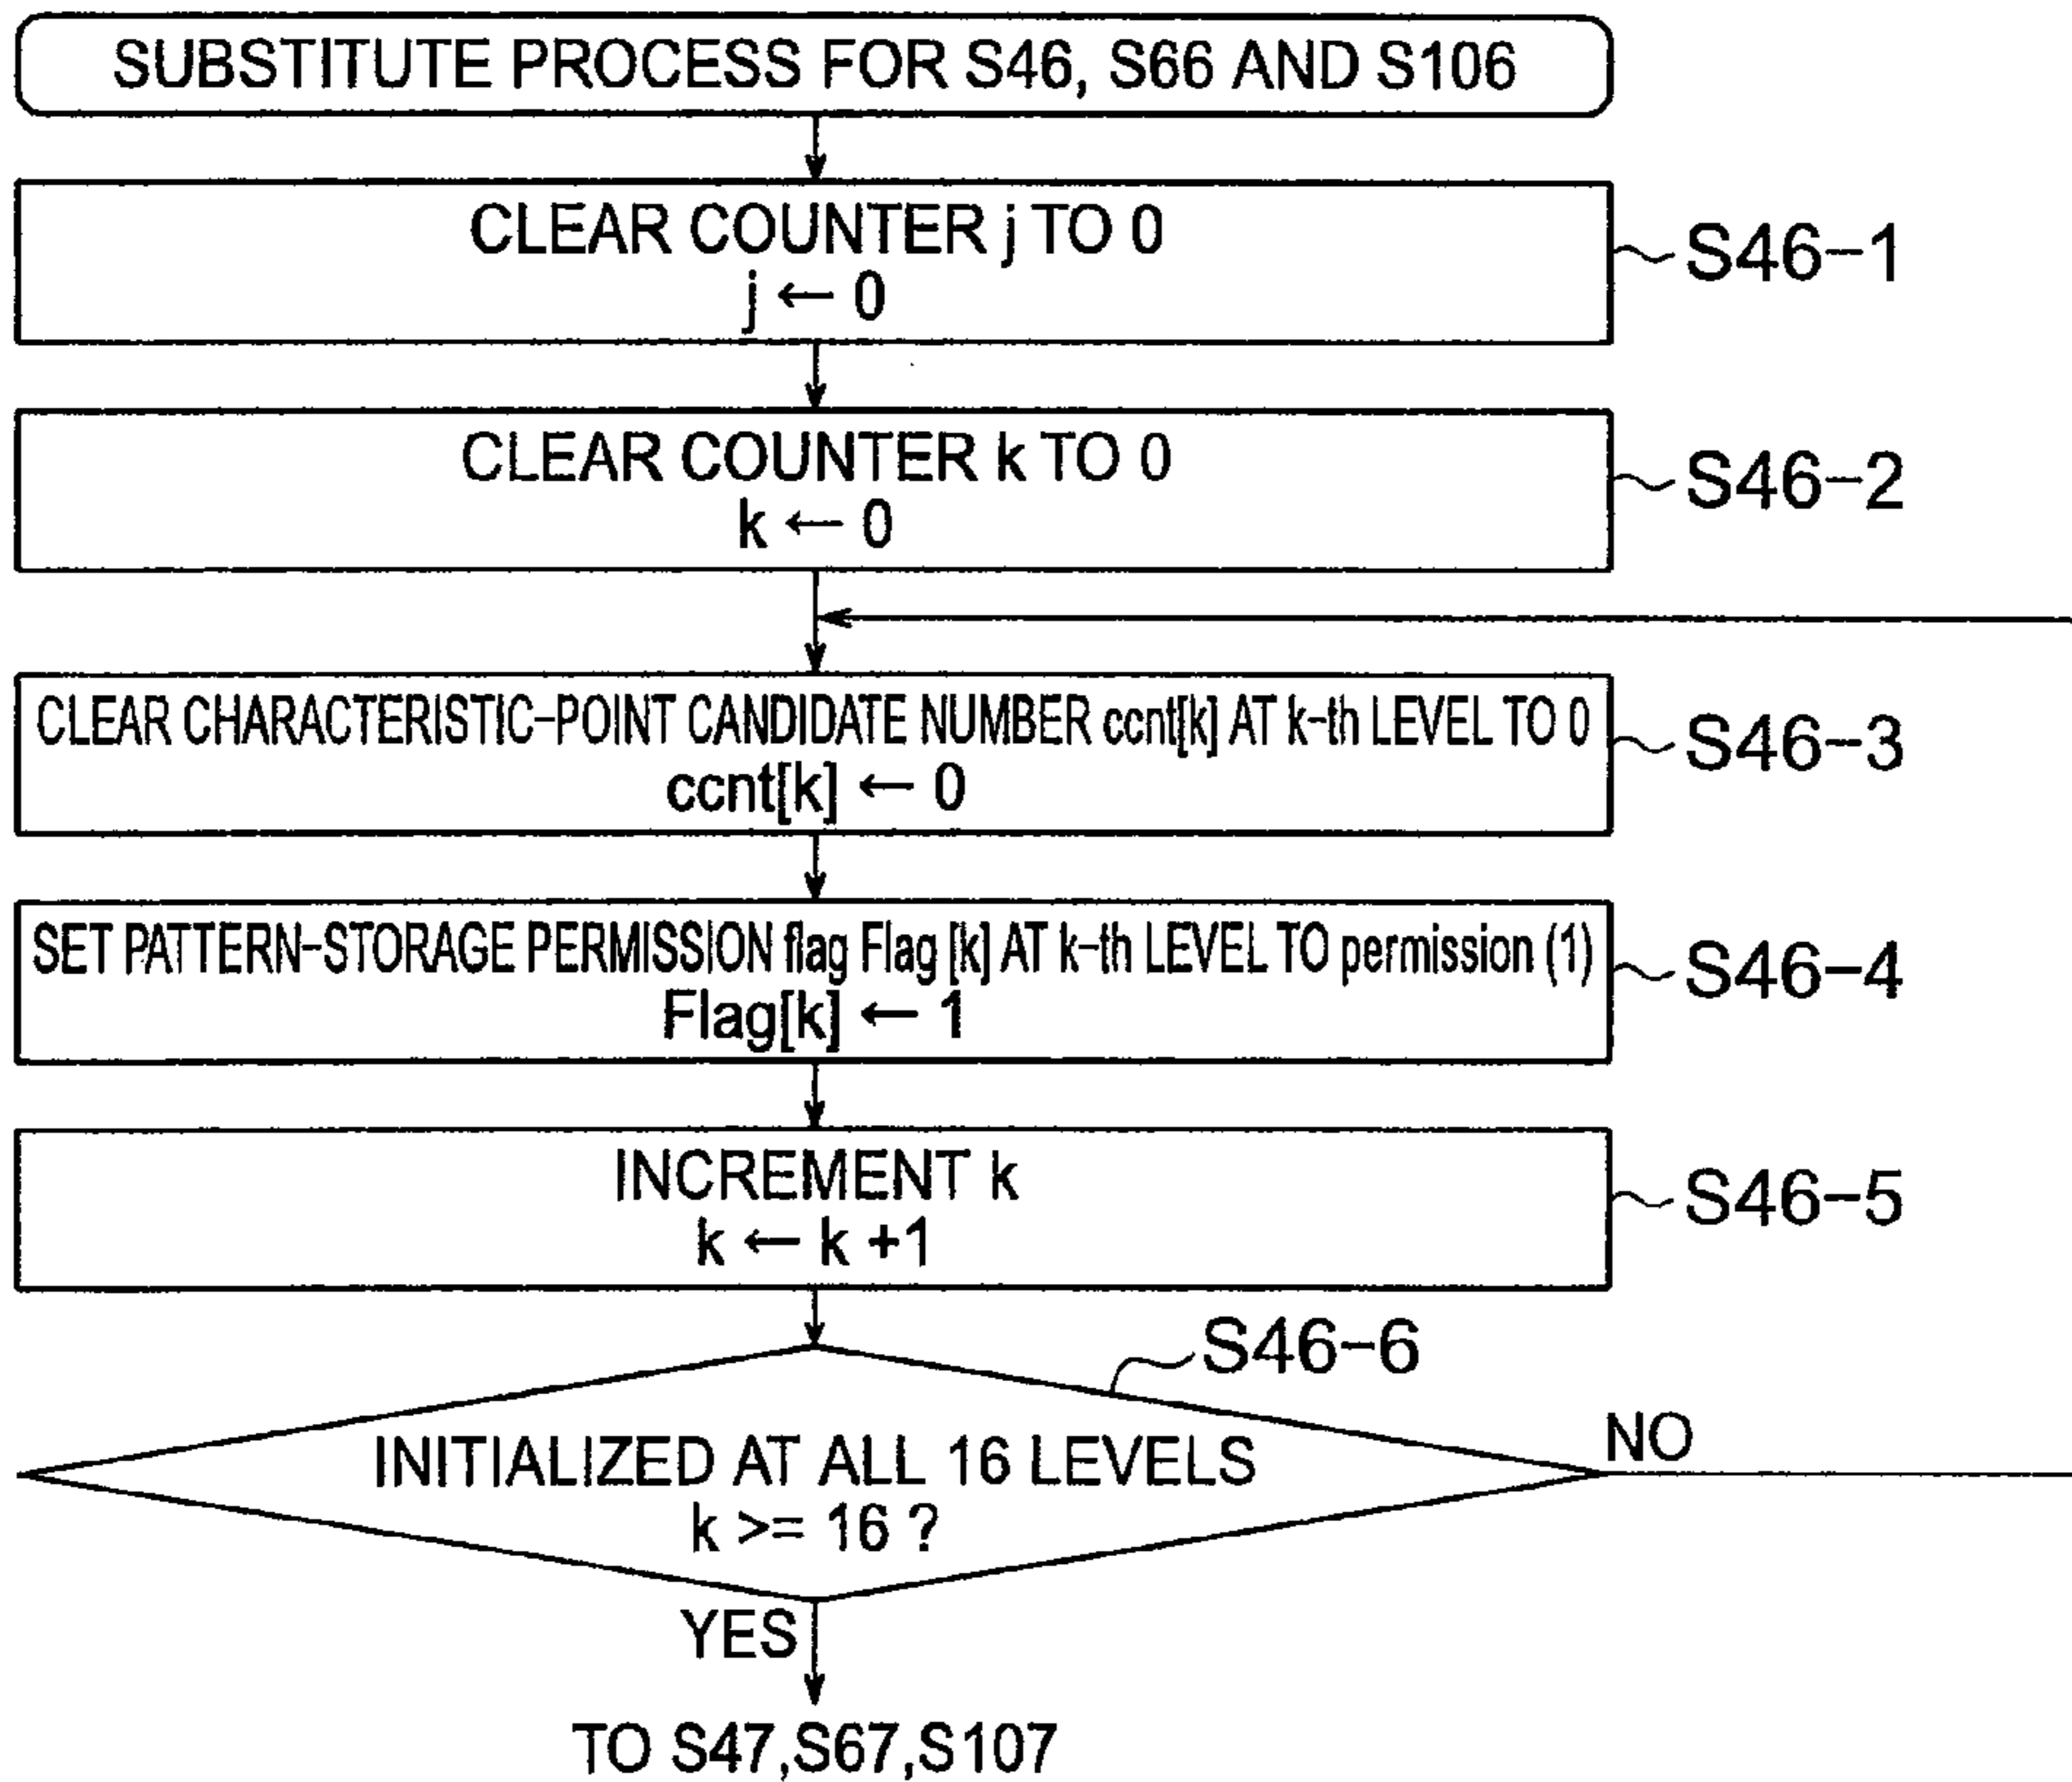 SUBSTITUTE PROCESS FOR S46, S66 AND S106
CLEAR COUNTER j TO 0
j ← 0
S46-1
CLEAR COUNTER k TO 0
k ← 0
S46-2
CLEAR CHARACTERISTIC-POINT CANDIDATE NUMBER ccnt[k] AT k-th LEVEL TO 0
ccnt[k] ← 0
S46-3
SET PATTERN-STORAGE PERMISSION flag Flag [k] AT k-th LEVEL TO permission (1)
Flag[k] ← 1
S46-4
INCREMENT k
k ← k +1
S46-5
S46-6
INITIALIZED AT ALL 16 LEVELS
k >= 16 ?
NO
YES
TO S47,S67,S107